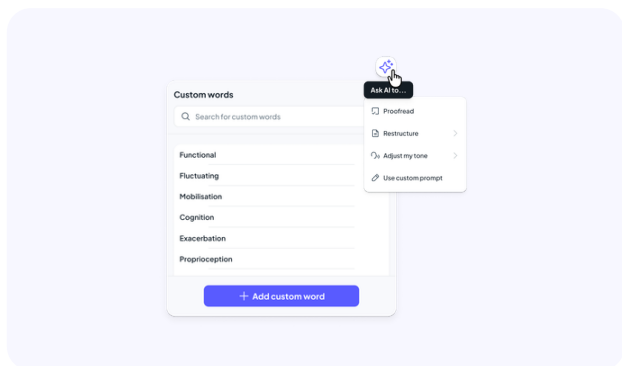 Ask AI to...
Custom words
Search for custom words
Proofread
Restructure
Adjust my tone
Use custom prompt
Functional
Fluctuating
Mobilisation
Cognition
Exacerbation
Proprioception
Add custom word